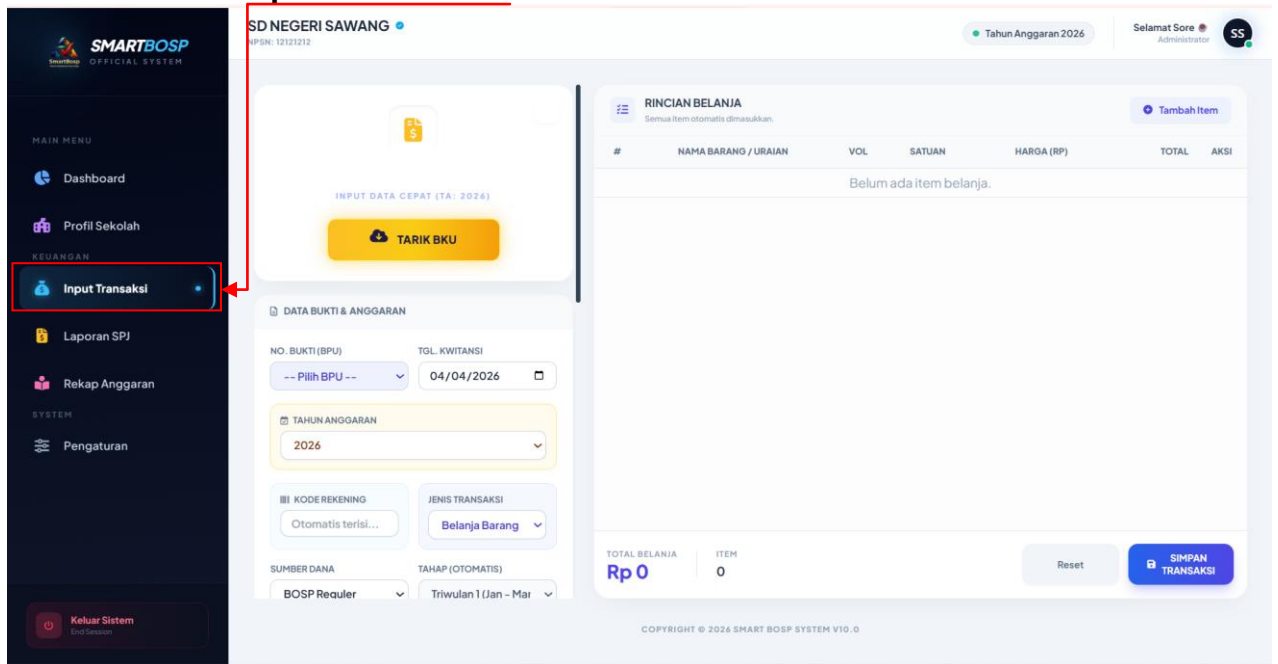 SMARTBOSP
OFFICIAL SYSTEM
SmartBosp
MAIN MENU
Dashboard
Profil Sekolah
KEUANGAN
Input Transaksi
Laporan SPJ
Rekap Anggaran
SYSTEM
Pengaturan
Keluar Sistem
End Session
SD NEGERI SAWANG
NPSN: 12121212
Tahun Anggaran 2026
Selamat Sore
Administrator
SS
INPUT DATA CEPAT (TA: 2026)
TARIK BKU
DATA BUKTI & ANGGARAN
NO. BUKTI (BPU) TGL. KWITANSI
-- Pilih BPU -- 04/04/2026
TAHUN ANGGARAN
2026
KODE REKENING JENIS TRANSAKSI
Otomatis terisi... Belanja Barang
SUMBER DANA TAHAP (OTOMATIS)
BOSP Reguler Triwulan 1 (Jan - Mar
RINCIAN BELANJA
Semua item otomatis dimasukkan.
Tambah Item
# NAMA BARANG / URAIAN VOL SATUAN HARGA (RP) TOTAL AKSI
Belum ada item belanja.
TOTAL BELANJA ITEM
Rp 0 0
Reset
SIMPAN
TRANSAKSI
COPYRIGHT © 2026 SMART BOSP SYSTEM V10.0